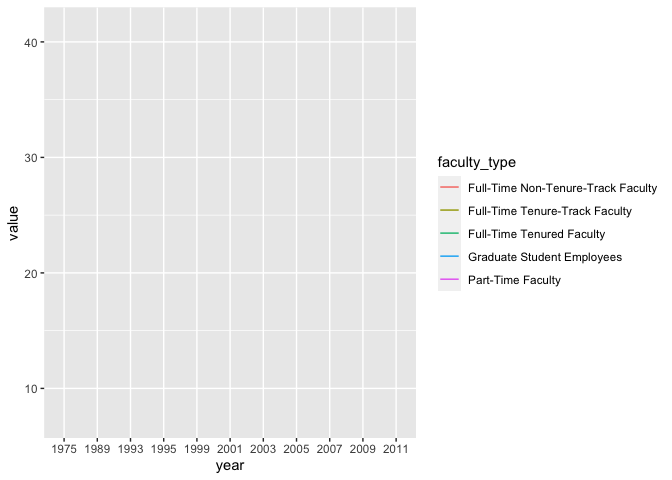 40
30
20
10
value
1975 1989 1993 1995 1999 2001 2003 2005 2007 2009 2011
year
faculty_type
Full-Time Non-Tenure-Track Faculty
Full-Time Tenure-Track Faculty
Full-Time Tenured Faculty
Graduate Student Employees
Part-Time Faculty